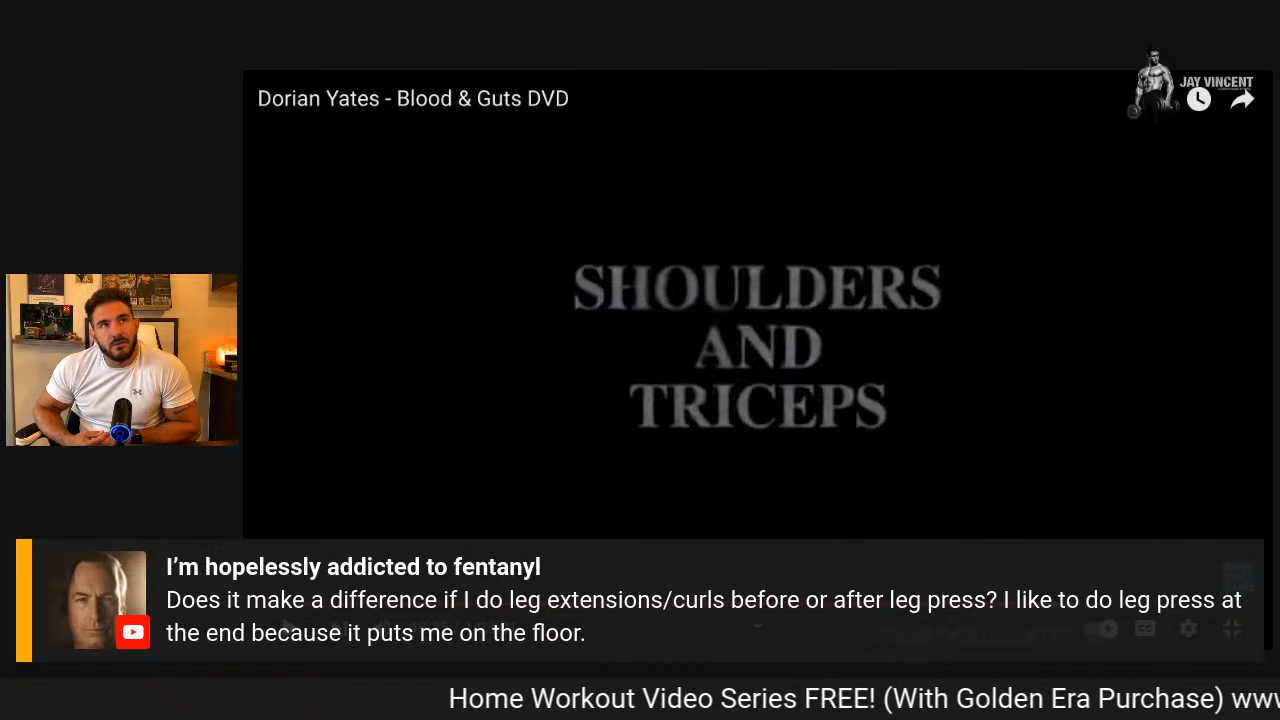 Dorian Yates - Blood & Guts DVD
JAY VINCENT
SHOULDERS
AND
TRICEPS
I’m hopelessly addicted to fentanyl
Does it make a difference if I do leg extensions/curls before or after leg press? I like to do leg press at
the end because it puts me on the floor.
Home Workout Video Series FREE! (With Golden Era Purchase) www